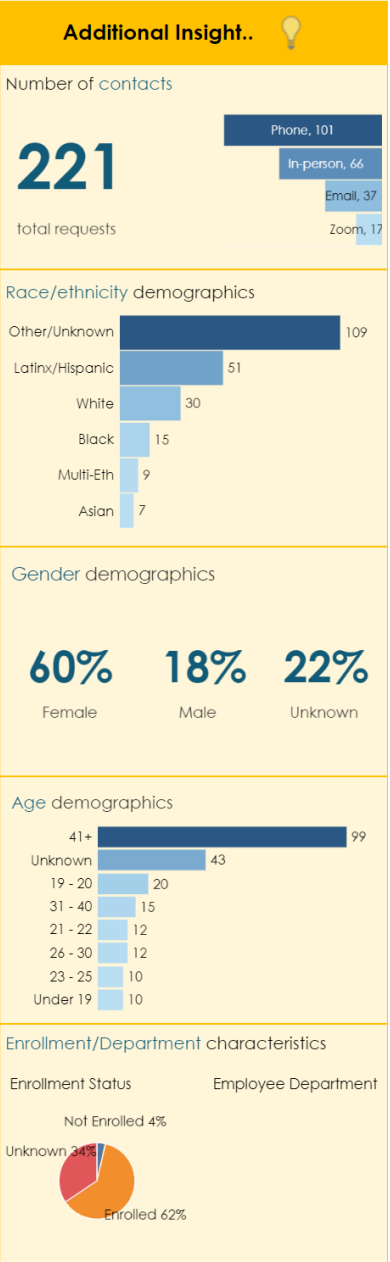 Additional Insight..
Number of contacts
221
total requests
Phone, 101
In-person, 66
Email, 37
Zoom, 17
Race/ethnicity demographics
Other/Unknown 109
Latinx/Hispanic 51
White 30
Black 15
Multi-Eth 9
Asian 7
Gender demographics
60% 18% 22%
Female Male Unknown
Age demographics
41+ 99
Unknown 43
19 - 20 20
31 - 40 15
21 - 22 12
26 - 30 12
23 - 25 10
Under 19 10
Enrollment/Department characteristics
Enrollment Status Employee Department
Not Enrolled 4%
Unknown 34%
Enrolled 62%